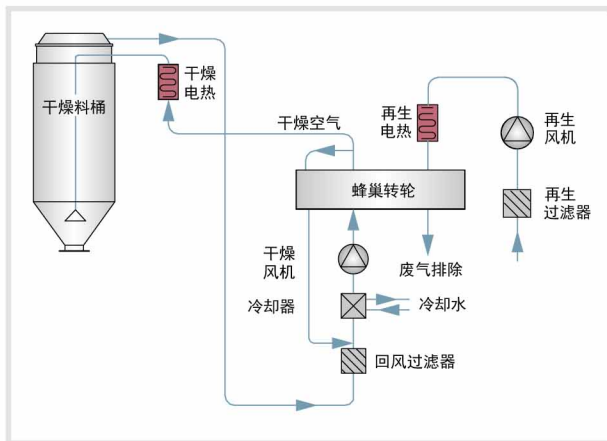 干燥
电热
干燥料桶
干燥空气
再生
电热
再生
风机
蜂巢转轮
再生
过滤器
干燥
风机
废气排除
冷却器
冷却水
回风过滤器